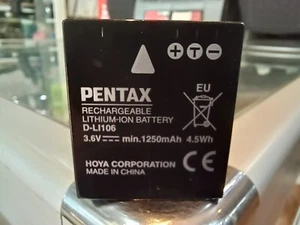 + T −
PENTAX
EU
RECHARGEABLE
LITHIUM-ION BATTERY
D-LI106
3.6V⎓ min.1250mAh 4.5Wh
HOYA CORPORATION
MADE IN CHINA
CE